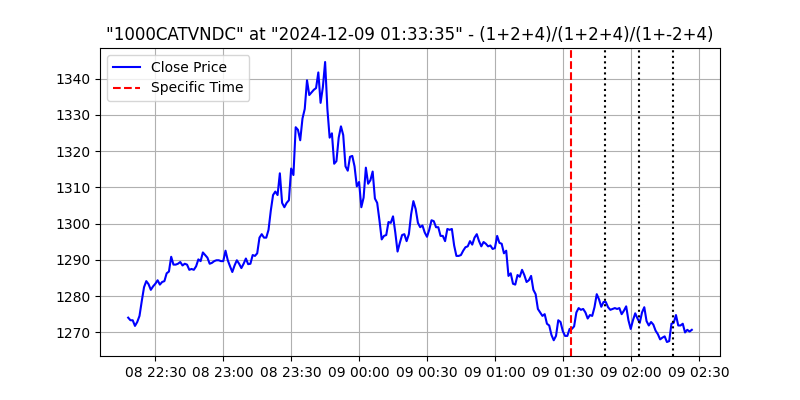 "1000CATVNDC" at "2024-12-09 01:33:35" - (1+2+4)/(1+2+4)/(1+-2+4)
Close Price
Specific Time
1340
1330
1320
1310
1300
1290
1280
1270
08 22:30 08 23:00 08 23:30 09 00:00 09 00:30 09 01:00 09 01:30 09 02:00 09 02:30